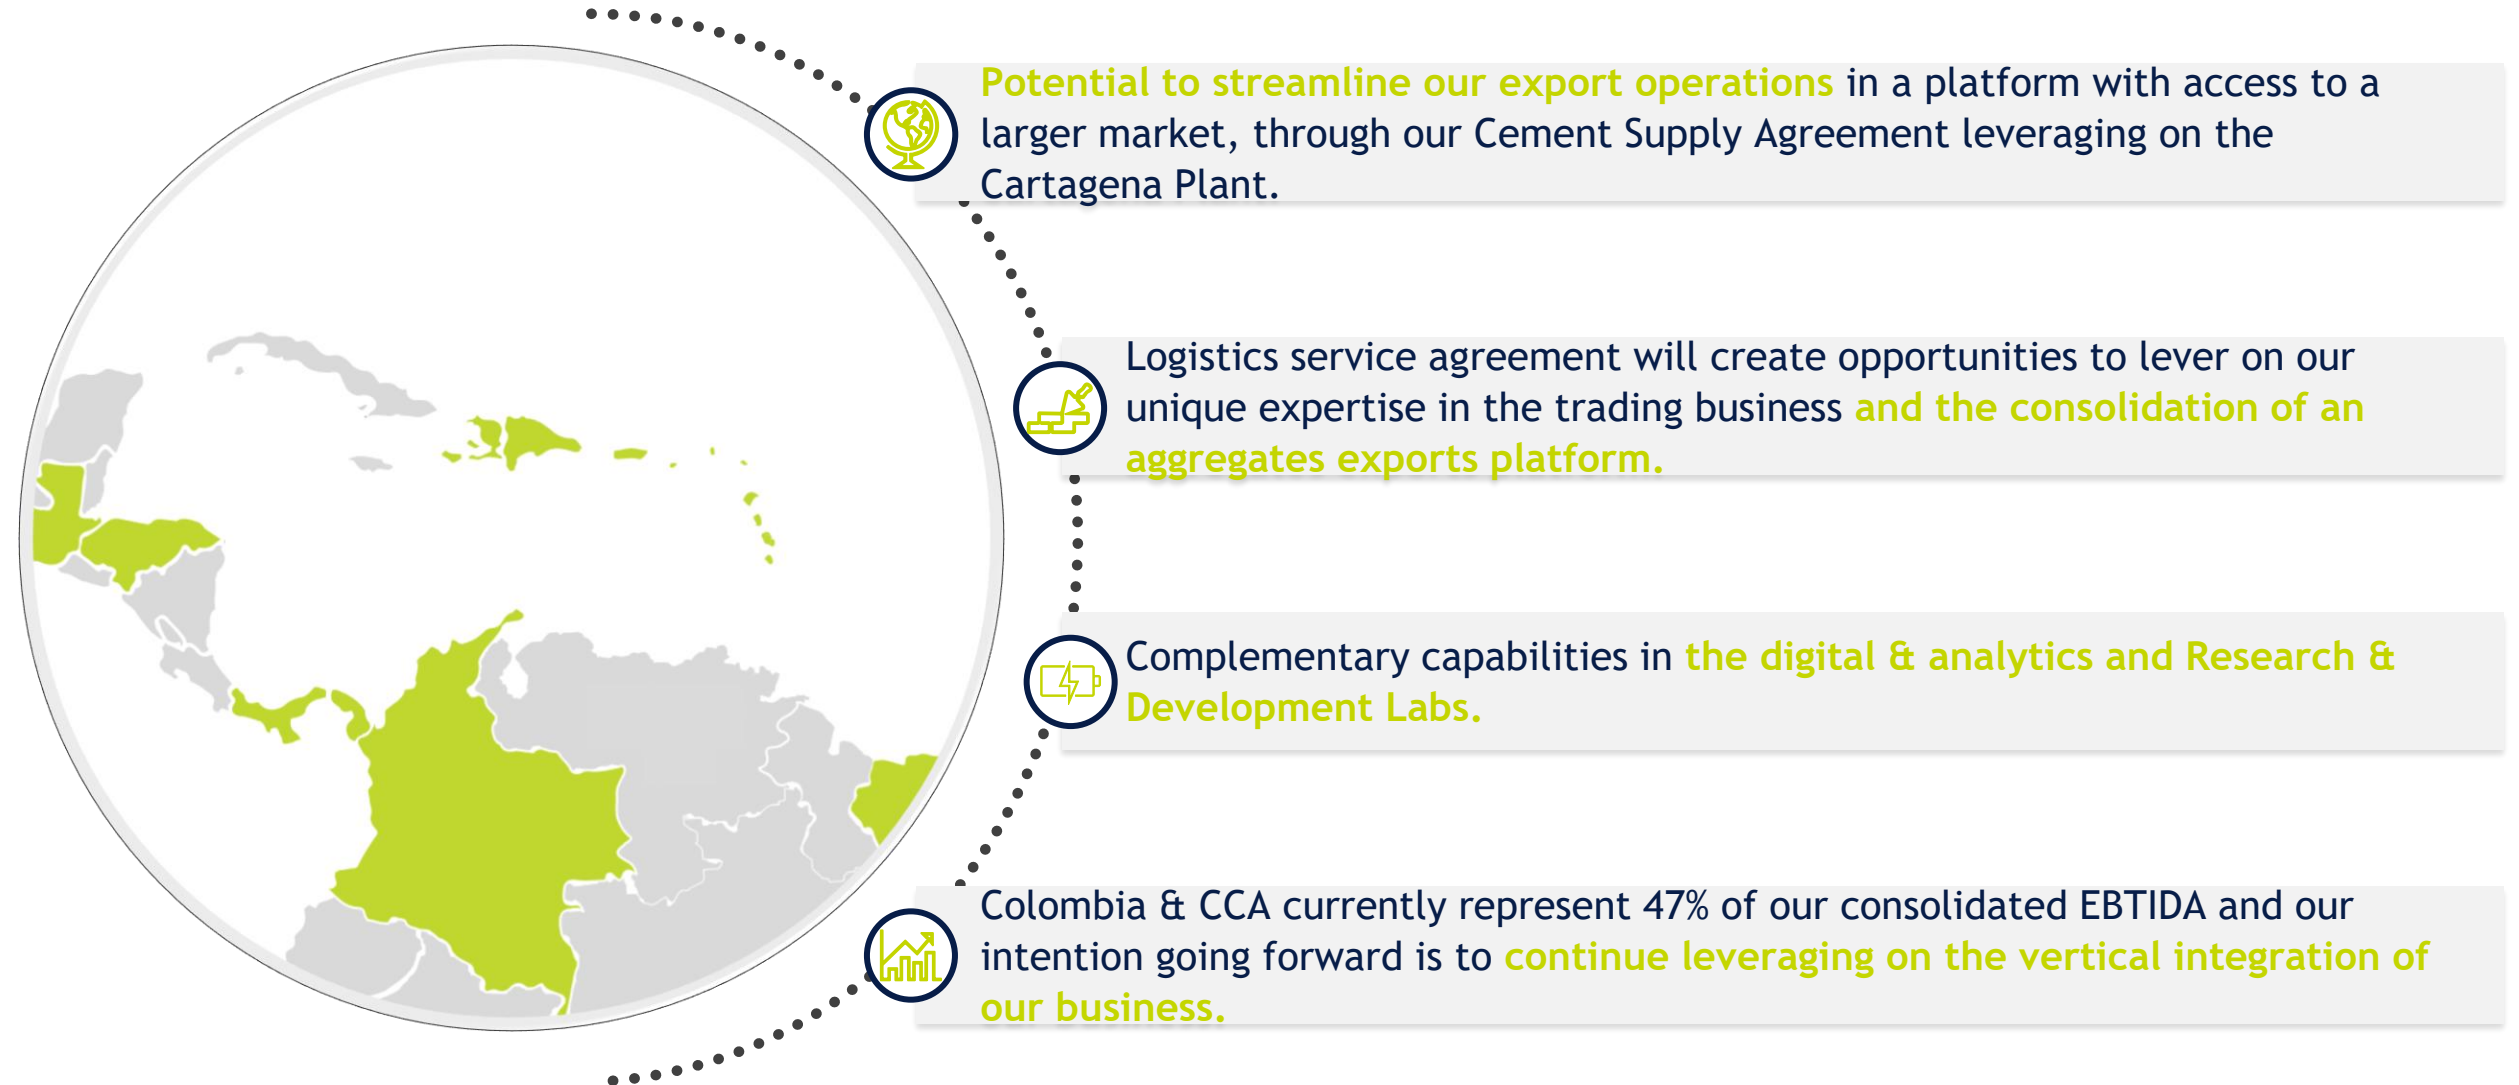 Potential to streamline our export operations in a platform with access to a
larger market, through our Cement Supply Agreement leveraging on the
Cartagena Plant.
Logistics service agreement will create opportunities to lever on our
unique expertise in the trading business and the consolidation of an
aggregates exports platform.
Complementary capabilities in the digital & analytics and Research &
Development Labs.
Colombia & CCA currently represent 47% of our consolidated EBTIDA and our
intention going forward is to continue leveraging on the vertical integration of
our business.